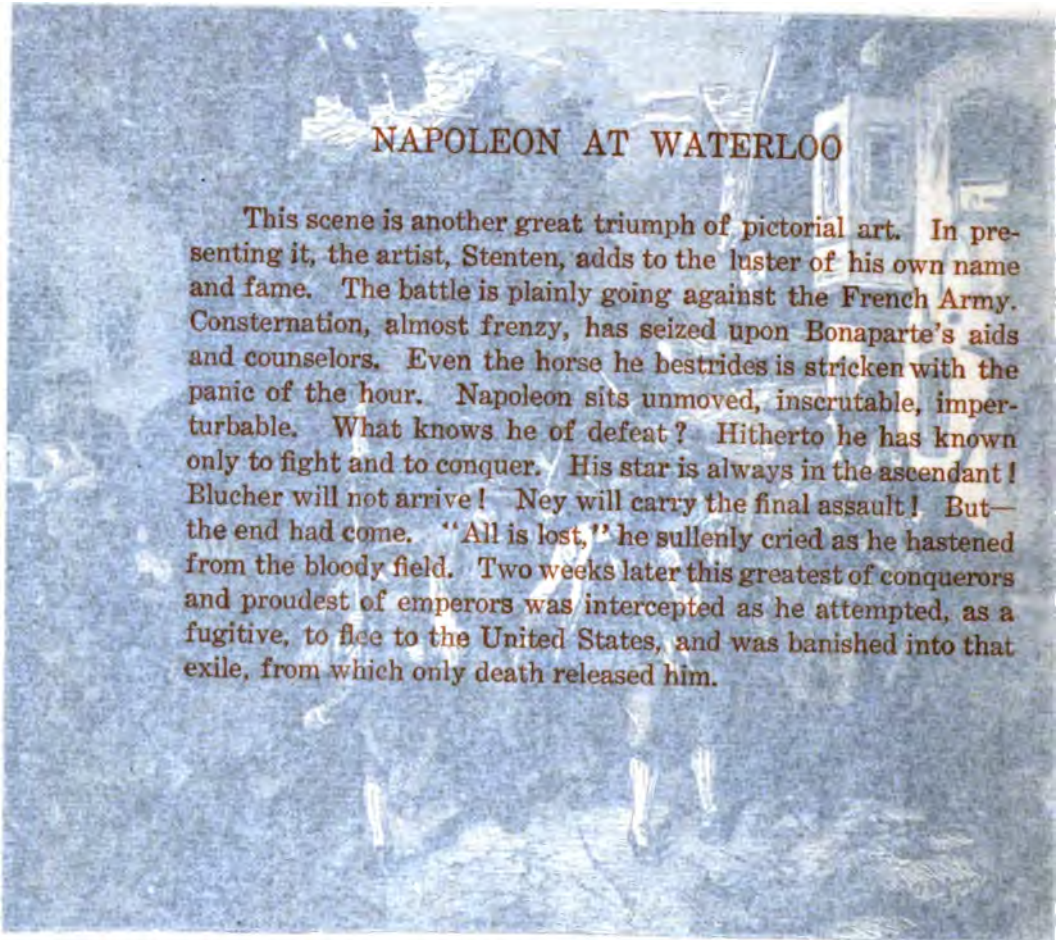 NAPOLEON AT WATERLOO
This scene is another great triumph of pictorial art. In pre-
senting it, the artist, Stenten, adds to the luster of his own name
and fame. The battle is plainly going against the French Army.
Consternation, almost frenzy, has seized upon Bonaparte's aids
and counselors. Even the horse he bestrides is stricken with the
panic of the hour. Napoleon sits unmoved, inscrutable, imper-
turbable. What knows he of defeat? Hitherto he has known
only to fight and to conquer. His star is always in the ascendant!
Blucher will not arrive! Ney will carry the final assault! But—
the end had come. "All is lost," he sullenly cried as he hastened
from the bloody field. Two weeks later this greatest of conquerors
and proudest of emperors was intercepted as he attempted, as a
fugitive, to flee to the United States, and was banished into that
exile, from which only death released him.